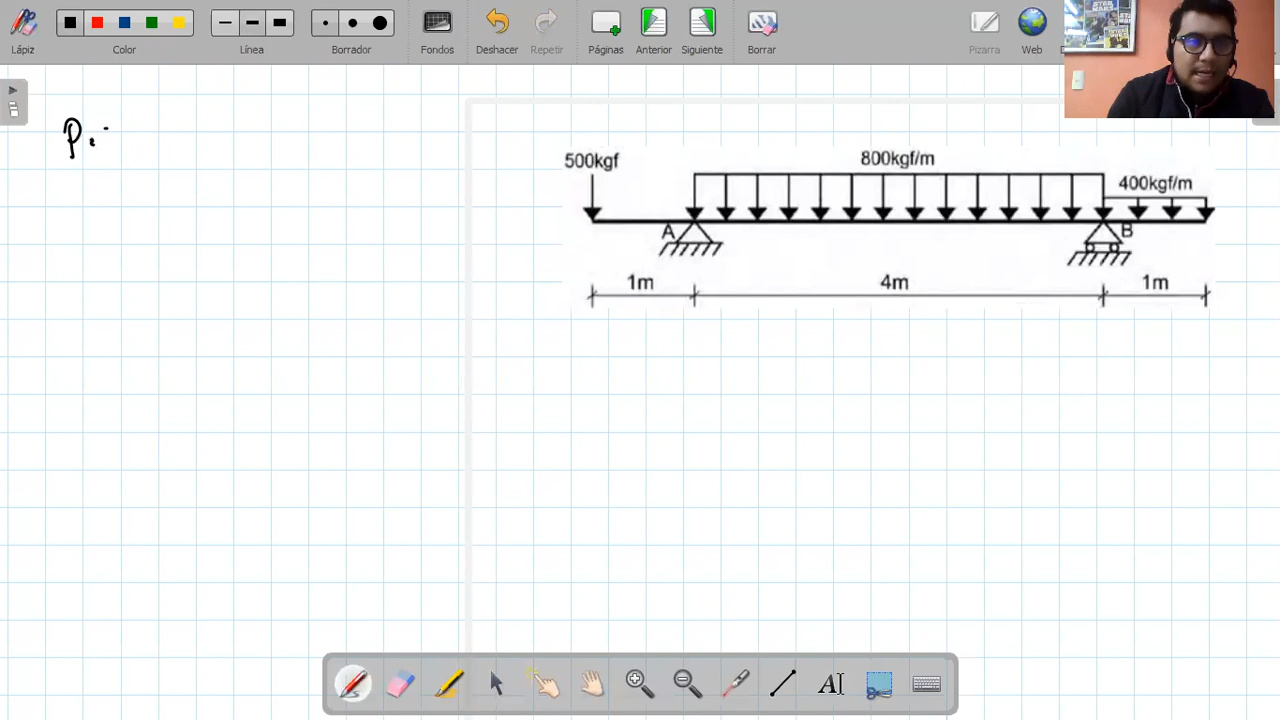 Lápiz
Color
Línea
Borrador
Fondos
Deshacer
Repetir
Páginas
Anterior
Siguiente
Borrar
Pizarra
Web
500kgf
800kgf/m
400kgf/m
A
B
1m
4m
1m
AI